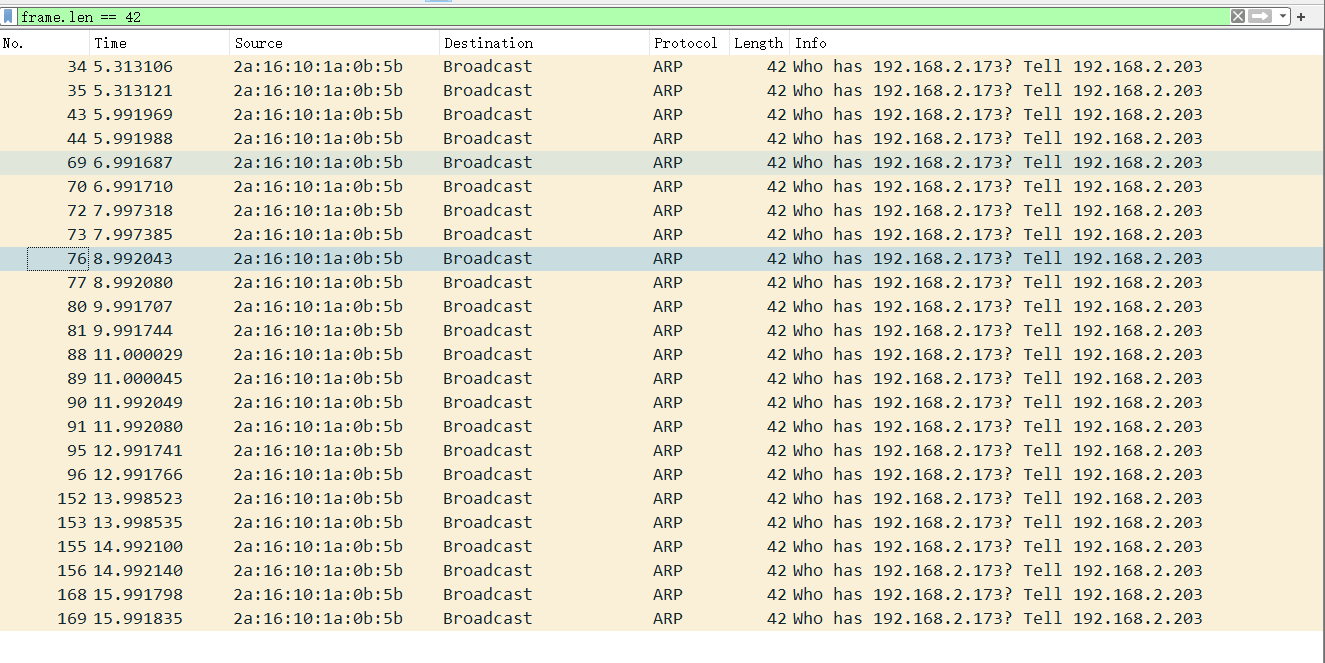 frame.len == 42
No. Time Source Destination Protocol Length Info
34 5.313106 2a:16:10:1a:0b:5b Broadcast ARP 42 Who has 192.168.2.173? Tell 192.168.2.203
35 5.313121 2a:16:10:1a:0b:5b Broadcast ARP 42 Who has 192.168.2.173? Tell 192.168.2.203
43 5.991969 2a:16:10:1a:0b:5b Broadcast ARP 42 Who has 192.168.2.173? Tell 192.168.2.203
44 5.991988 2a:16:10:1a:0b:5b Broadcast ARP 42 Who has 192.168.2.173? Tell 192.168.2.203
69 6.991687 2a:16:10:1a:0b:5b Broadcast ARP 42 Who has 192.168.2.173? Tell 192.168.2.203
70 6.991710 2a:16:10:1a:0b:5b Broadcast ARP 42 Who has 192.168.2.173? Tell 192.168.2.203
72 7.997318 2a:16:10:1a:0b:5b Broadcast ARP 42 Who has 192.168.2.173? Tell 192.168.2.203
73 7.997385 2a:16:10:1a:0b:5b Broadcast ARP 42 Who has 192.168.2.173? Tell 192.168.2.203
76 8.992043 2a:16:10:1a:0b:5b Broadcast ARP 42 Who has 192.168.2.173? Tell 192.168.2.203
77 8.992080 2a:16:10:1a:0b:5b Broadcast ARP 42 Who has 192.168.2.173? Tell 192.168.2.203
80 9.991707 2a:16:10:1a:0b:5b Broadcast ARP 42 Who has 192.168.2.173? Tell 192.168.2.203
81 9.991744 2a:16:10:1a:0b:5b Broadcast ARP 42 Who has 192.168.2.173? Tell 192.168.2.203
88 11.000029 2a:16:10:1a:0b:5b Broadcast ARP 42 Who has 192.168.2.173? Tell 192.168.2.203
89 11.000045 2a:16:10:1a:0b:5b Broadcast ARP 42 Who has 192.168.2.173? Tell 192.168.2.203
90 11.992049 2a:16:10:1a:0b:5b Broadcast ARP 42 Who has 192.168.2.173? Tell 192.168.2.203
91 11.992080 2a:16:10:1a:0b:5b Broadcast ARP 42 Who has 192.168.2.173? Tell 192.168.2.203
95 12.991741 2a:16:10:1a:0b:5b Broadcast ARP 42 Who has 192.168.2.173? Tell 192.168.2.203
96 12.991766 2a:16:10:1a:0b:5b Broadcast ARP 42 Who has 192.168.2.173? Tell 192.168.2.203
152 13.998523 2a:16:10:1a:0b:5b Broadcast ARP 42 Who has 192.168.2.173? Tell 192.168.2.203
153 13.998535 2a:16:10:1a:0b:5b Broadcast ARP 42 Who has 192.168.2.173? Tell 192.168.2.203
155 14.992100 2a:16:10:1a:0b:5b Broadcast ARP 42 Who has 192.168.2.173? Tell 192.168.2.203
156 14.992140 2a:16:10:1a:0b:5b Broadcast ARP 42 Who has 192.168.2.173? Tell 192.168.2.203
168 15.991798 2a:16:10:1a:0b:5b Broadcast ARP 42 Who has 192.168.2.173? Tell 192.168.2.203
169 15.991835 2a:16:10:1a:0b:5b Broadcast ARP 42 Who has 192.168.2.173? Tell 192.168.2.203